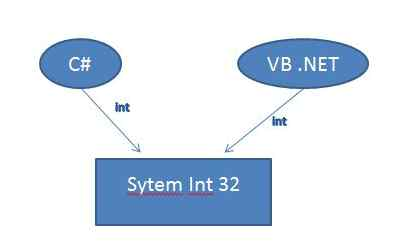 C#
VB .NET
int
int
Sytem Int 32